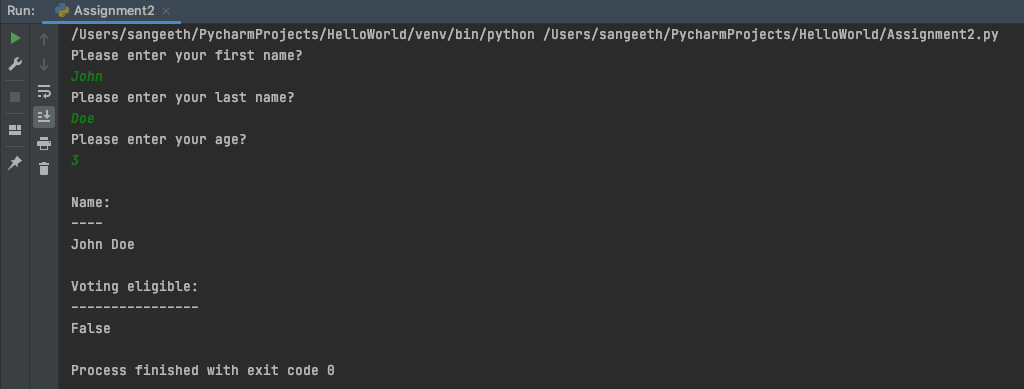 Run: Assignment2
/Users/sangeeth/PycharmProjects/HelloWorld/venv/bin/python /Users/sangeeth/PycharmProjects/HelloWorld/Assignment2.py
Please enter your first name?
John
Please enter your last name?
Doe
Please enter your age?
3
Name:
----
John Doe
Voting eligible:
----------------
False
Process finished with exit code 0